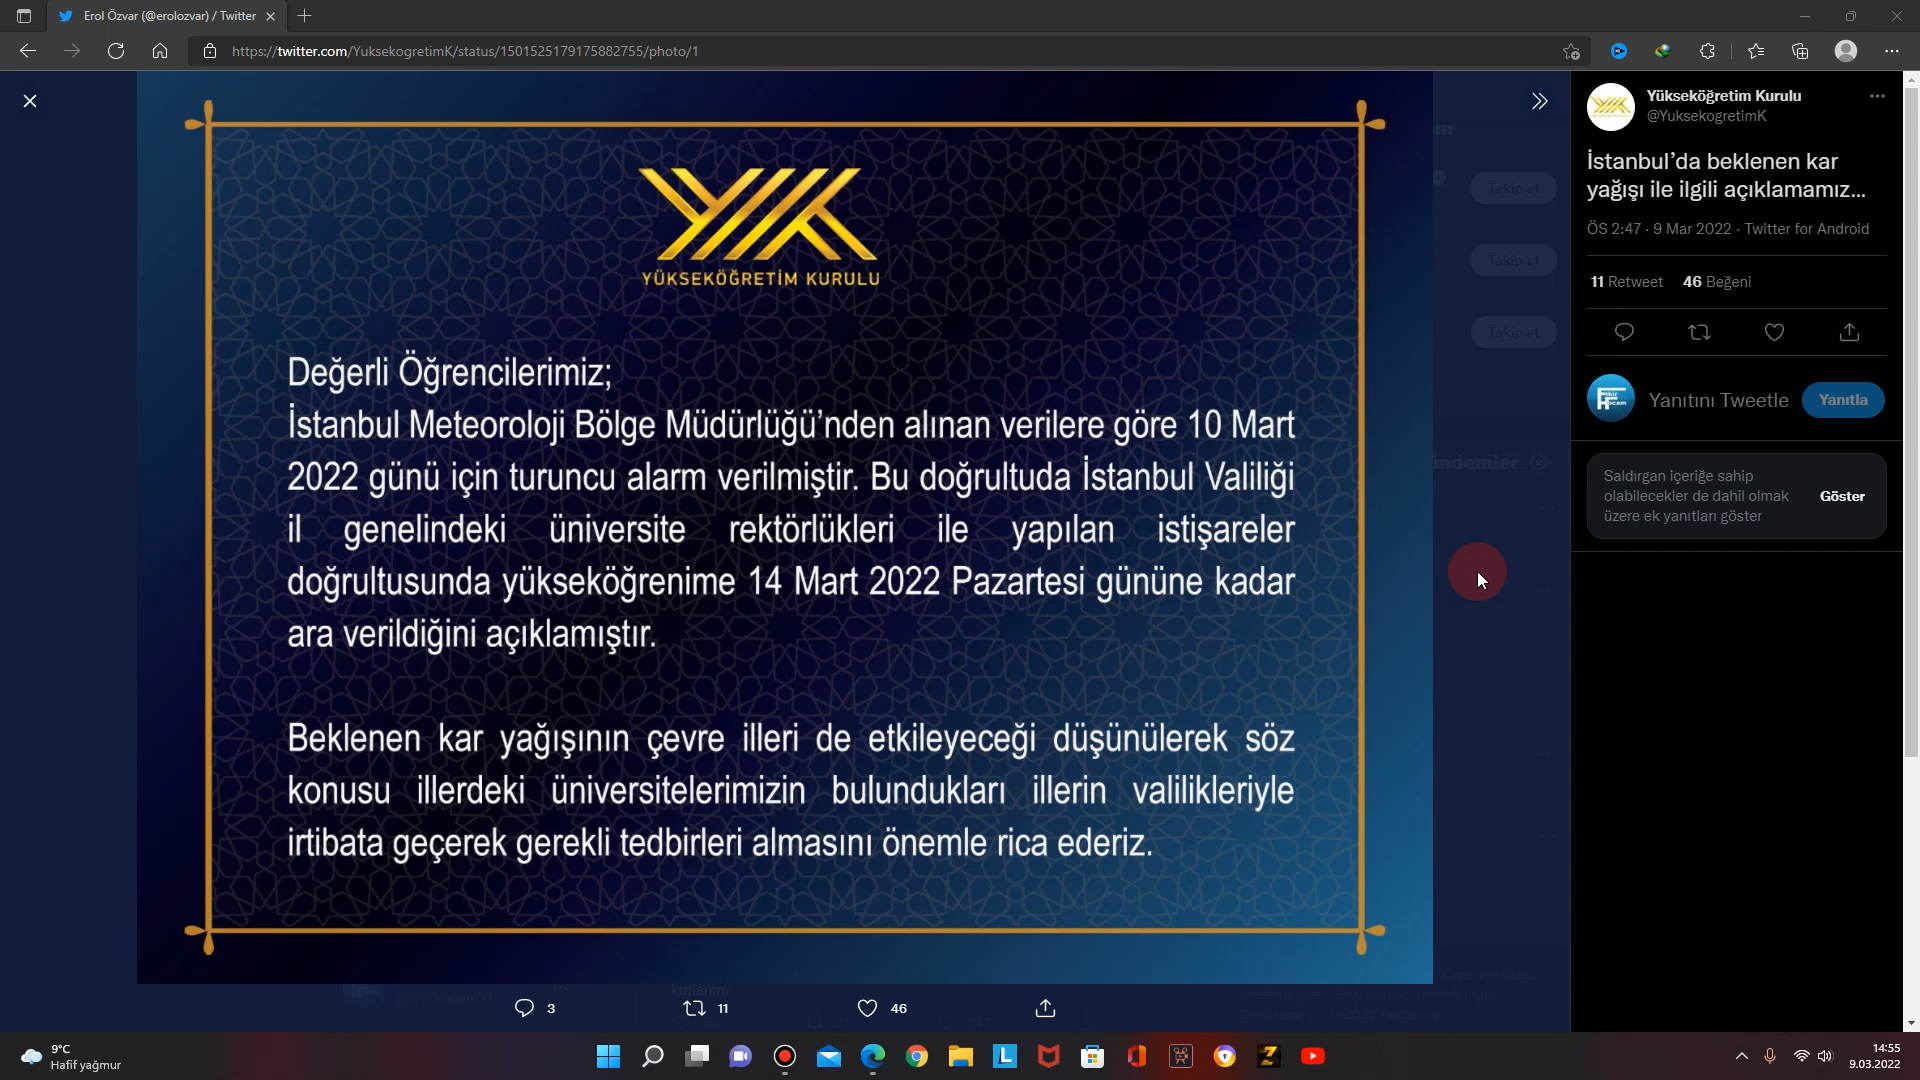 Erol Özvar (@erolozvar) / Twitter
https://twitter.com/YuksekogretimK/status/1501525179175882755/photo/1
YÜKSEKÖĞRETİM KURULU
Değerli Öğrencilerimiz;
İstanbul Meteoroloji Bölge Müdürlüğü'nden alınan verilere göre 10 Mart
2022 günü için turuncu alarm verilmiştir. Bu doğrultuda İstanbul Valiliği
il genelindeki üniversite rektörlükleri ile yapılan istişareler
doğrultusunda yükseköğrenime 14 Mart 2022 Pazartesi gününe kadar
ara verildiğini açıklamıştır.
Beklenen kar yağışının çevre illeri de etkileyeceği düşünülerek söz
konusu illerdeki üniversitelerimizin bulundukları illerin valilikleriyle
irtibata geçerek gerekli tedbirleri almasını önemle rica ederiz.
3 11 46
Takip et
Takip et
Takip et
Yükseköğretim Kurulu
@YuksekogretimK
İstanbul'da beklenen kar
yağışı ile ilgili açıklamamız...
ÖS 2:47 · 9 Mar 2022 · Twitter for Android
11 Retweet 46 Beğeni
Yanıtını Tweetle Yanıtla
Saldırgan içeriğe sahip
olabilecekler de dahil olmak
üzere ek yanıtları göster
Göster
9°C
Hafif yağmur
14:55
9.03.2022